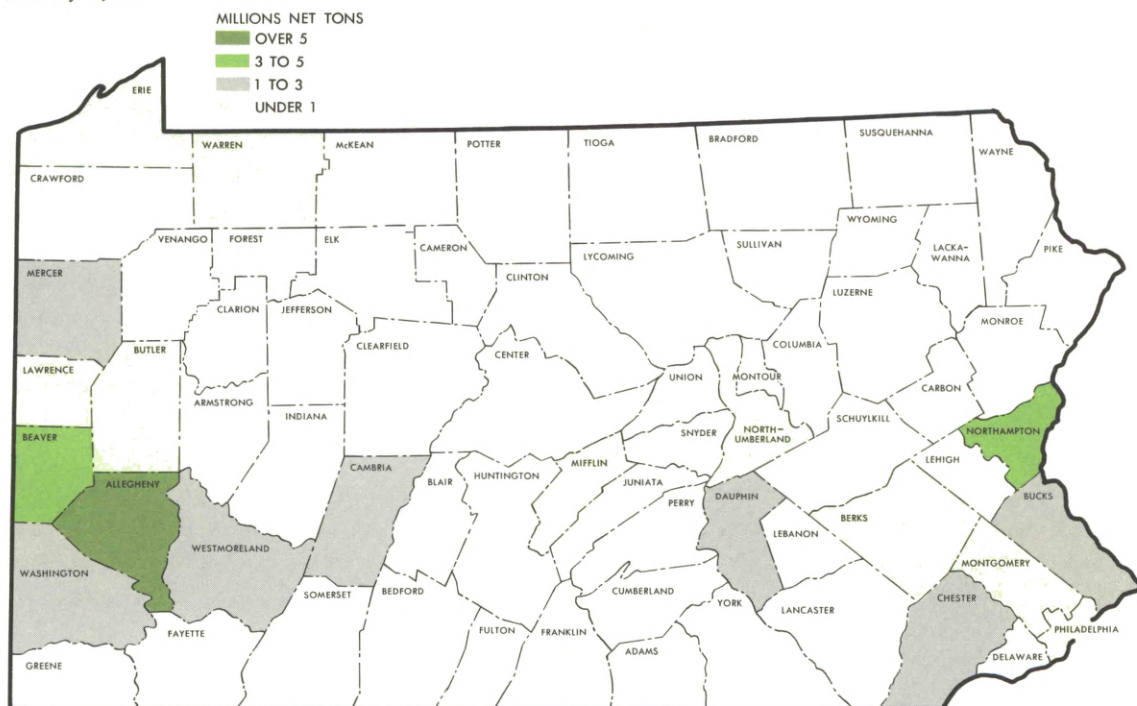 MILLIONS NET TONS
OVER 5
3 TO 5
1 TO 3
UNDER 1
ERIE
WARREN
McKEAN
POTTER
TIOGA
BRADFORD
SUSQUEHANNA
WAYNE
CRAWFORD
VENANGO
FOREST
ELK
CAMERON
CLINTON
LYCOMING
SULLIVAN
WYOMING
LACKA-
WANNA
PIKE
MERCER
CLARION
JEFFERSON
CLEARFIELD
CENTER
LUZERNE
MONROE
COLUMBIA
MONTOUR
UNION
CARBON
LAWRENCE
BUTLER
ARMSTRONG
INDIANA
SNYDER
NORTH-
UMBERLAND
SCHUYLKILL
NORTHAMPTON
BEAVER
ALLEGHENY
CAMBRIA
BLAIR
HUNTINGTON
MIFFLIN
JUNIATA
PERRY
DAUPHIN
LEBANON
BERKS
LEHIGH
BUCKS
WASHINGTON
WESTMORELAND
SOMERSET
BEDFORD
CUMBERLAND
YORK
LANCASTER
CHESTER
MONTGOMERY
PHILADELPHIA
DELAWARE
GREENE
FAYETTE
FULTON
FRANKLIN
ADAMS